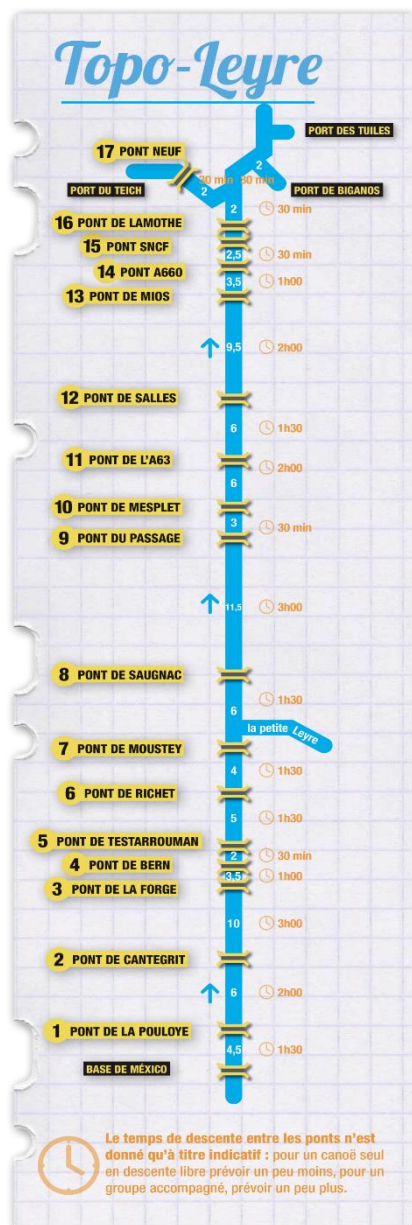 Topo-Leyre
PORT DES TUILES
17 PONT NEUF
2
30 min 30 min
PORT DU TEICH
2
PORT DE BIGANOS
2
30 min
16 PONT DE LAMOTHE
15 PONT SNCF
2,5
30 min
14 PONT A660
3,5
1h00
13 PONT DE MIOS
9,5
2h00
12 PONT DE SALLES
6
1h30
11 PONT DE L'A63
2h00
6
10 PONT DE MESPLET
3
30 min
9 PONT DU PASSAGE
11,5
3h00
8 PONT DE SAUGNAC
1h30
6
la petite Leyre
7 PONT DE MOUSTEY
4
1h30
6 PONT DE RICHET
5
1h30
5 PONT DE TESTARROUMAN
2
30 min
4 PONT DE BERN
3,5
1h00
3 PONT DE LA FORGE
10
3h00
2 PONT DE CANTEGRIT
6
2h00
1 PONT DE LA POULOYE
4,5
1h30
BASE DE MÉXICO
Le temps de descente entre les ponts n'est
donné qu'à titre indicatif : pour un canoë seul
en descente libre prévoir un peu moins, pour un
groupe accompagné, prévoir un peu plus.